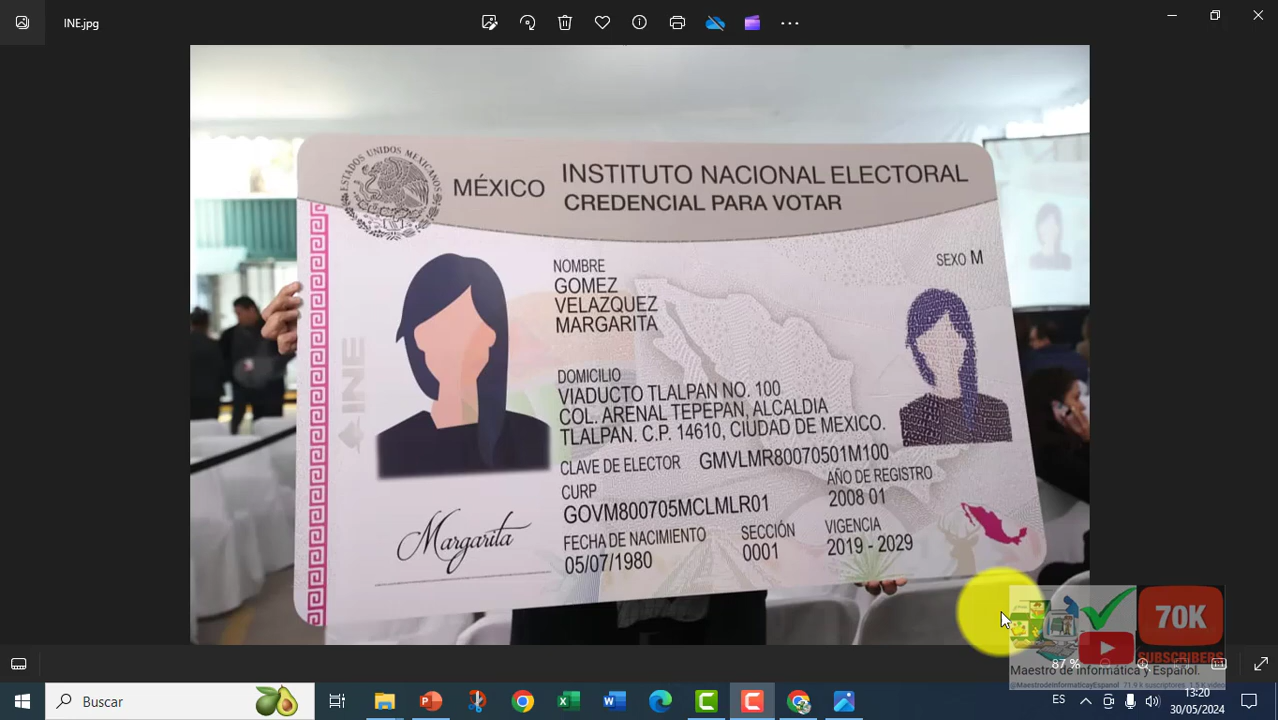 INE.jpg
ESTADOS UNIDOS MEXICANOS
MÉXICO
INSTITUTO NACIONAL ELECTORAL
CREDENCIAL PARA VOTAR
SEXO M
NOMBRE
GOMEZ
VELAZQUEZ
MARGARITA
INE
DOMICILIO
VIADUCTO TLALPAN NO. 100
COL. ARENAL TEPEPAN, ALCALDIA
TLALPAN. C.P. 14610, CIUDAD DE MEXICO.
CLAVE DE ELECTOR GMVLMR80070501M100
CURP
GOVM800705MCLMLR01
AÑO DE REGISTRO
2008 01
FECHA DE NACIMIENTO
05/07/1980
SECCIÓN
0001
VIGENCIA
2019 - 2029
Margarita
70K
SUBSCRIBERS
87 %
Maestro de Informática y Español.
Buscar
ES
13:20
30/05/2024